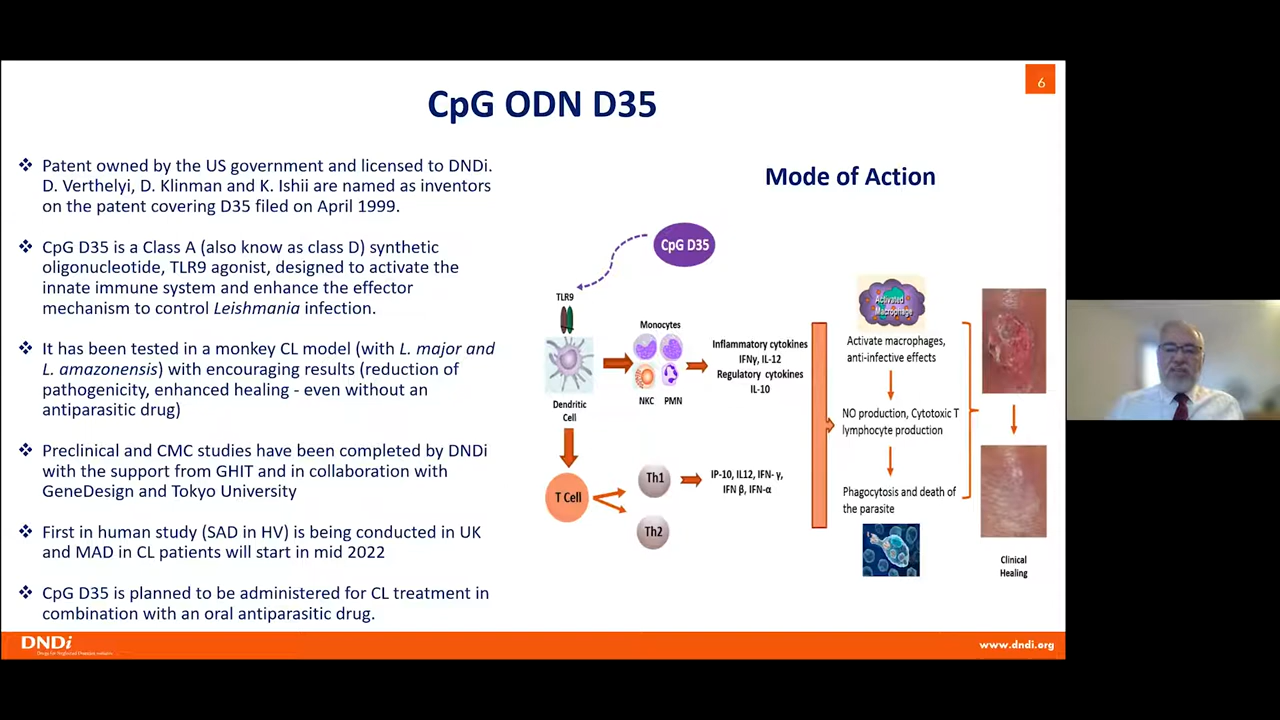 6
CpG ODN D35
❖ Patent owned by the US government and licensed to DNDi.
D. Verthelyi, D. Klinman and K. Ishii are named as inventors
on the patent covering D35 filed on April 1999.
❖ CpG D35 is a Class A (also know as class D) synthetic
oligonucleotide, TLR9 agonist, designed to activate the
innate immune system and enhance the effector
mechanism to control Leishmania infection.
❖ It has been tested in a monkey CL model (with L. major and
L. amazonensis) with encouraging results (reduction of
pathogenicity, enhanced healing - even without an
antiparasitic drug)
❖ Preclinical and CMC studies have been completed by DNDi
with the support from GHIT and in collaboration with
GeneDesign and Tokyo University
❖ First in human study (SAD in HV) is being conducted in UK
and MAD in CL patients will start in mid 2022
❖ CpG D35 is planned to be administered for CL treatment in
combination with an oral antiparasitic drug.
Mode of Action
CpG D35
TLR9
Dendritic
Cell
Monocytes
NKC PMN
Inflammatory cytokines
IFNγ, IL-12
Regulatory cytokines
IL-10
T Cell
Th1
Th2
IP-10, IL12, IFN- γ,
IFN β, IFN-α
Activated
Macrophage
Activate macrophages,
anti-infective effects
NO production, Cytotoxic T
lymphocyte production
Phagocytosis and death of
the parasite
Clinical
Healing
DNDi
Drugs for Neglected Diseases initiative
www.dndi.org